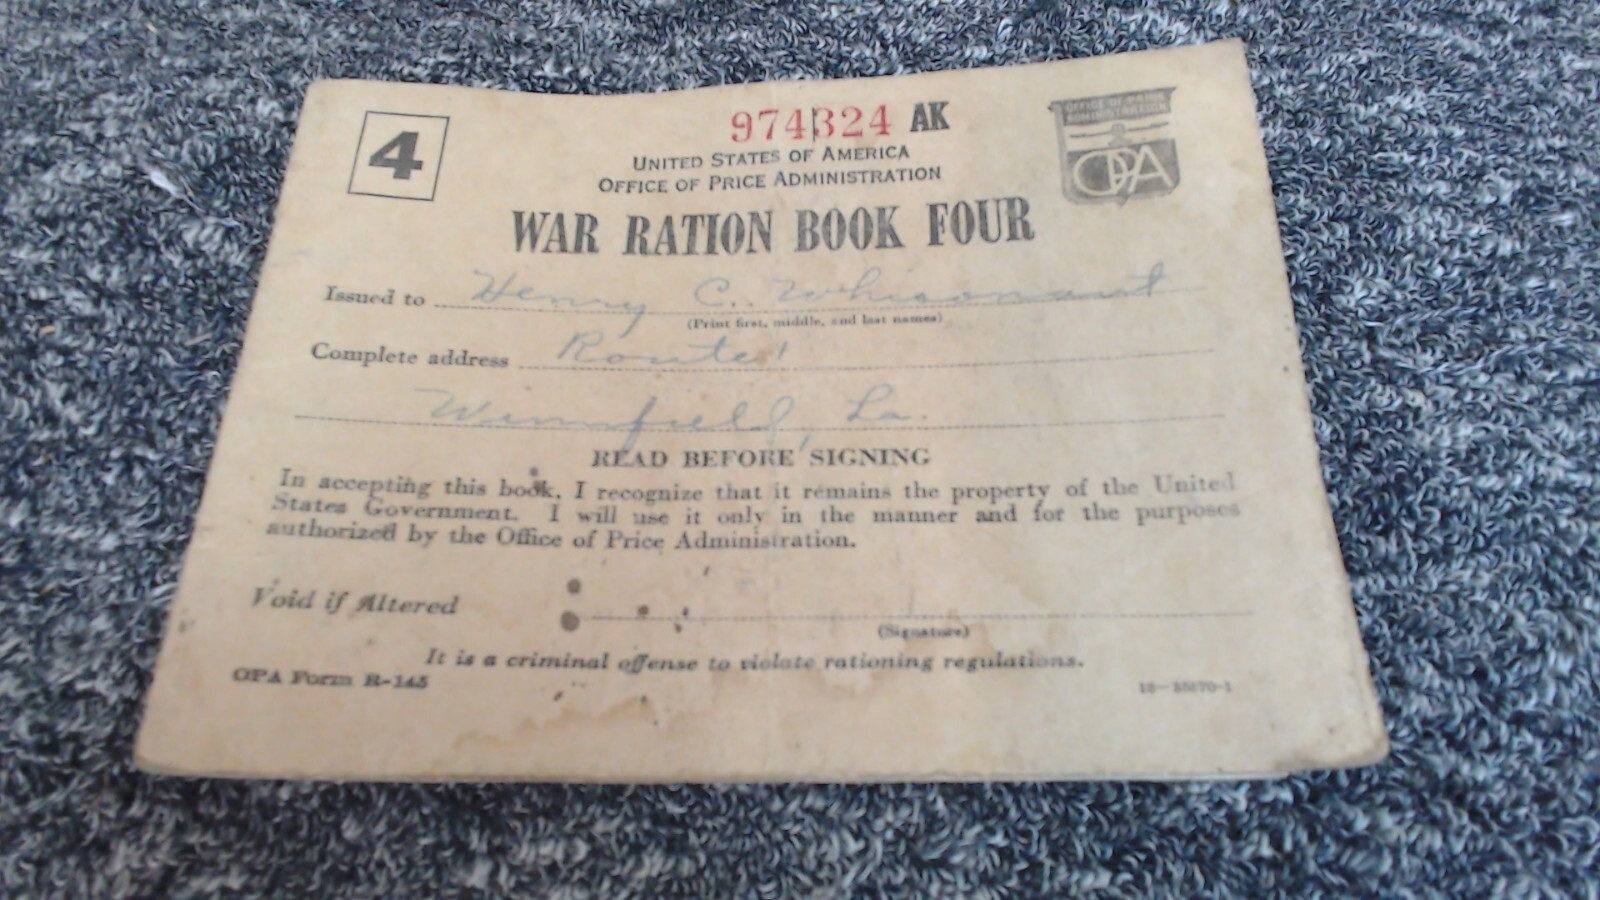 4
974324 AK
OFFICE OF PRICE
ADMINISTRATION
OPA
UNITED STATES OF AMERICA
OFFICE OF PRICE ADMINISTRATION
WAR RATION BOOK FOUR
Issued to Henry C. Whisonant
(Print first, middle, and last names)
Complete address Route 1
Winnfield, La.
READ BEFORE SIGNING
In accepting this book, I recognize that it remains the property of the United
States Government. I will use it only in the manner and for the purposes
authorized by the Office of Price Administration.
Void if Altered
(Signature)
It is a criminal offense to violate rationing regulations.
OPA Form R-145